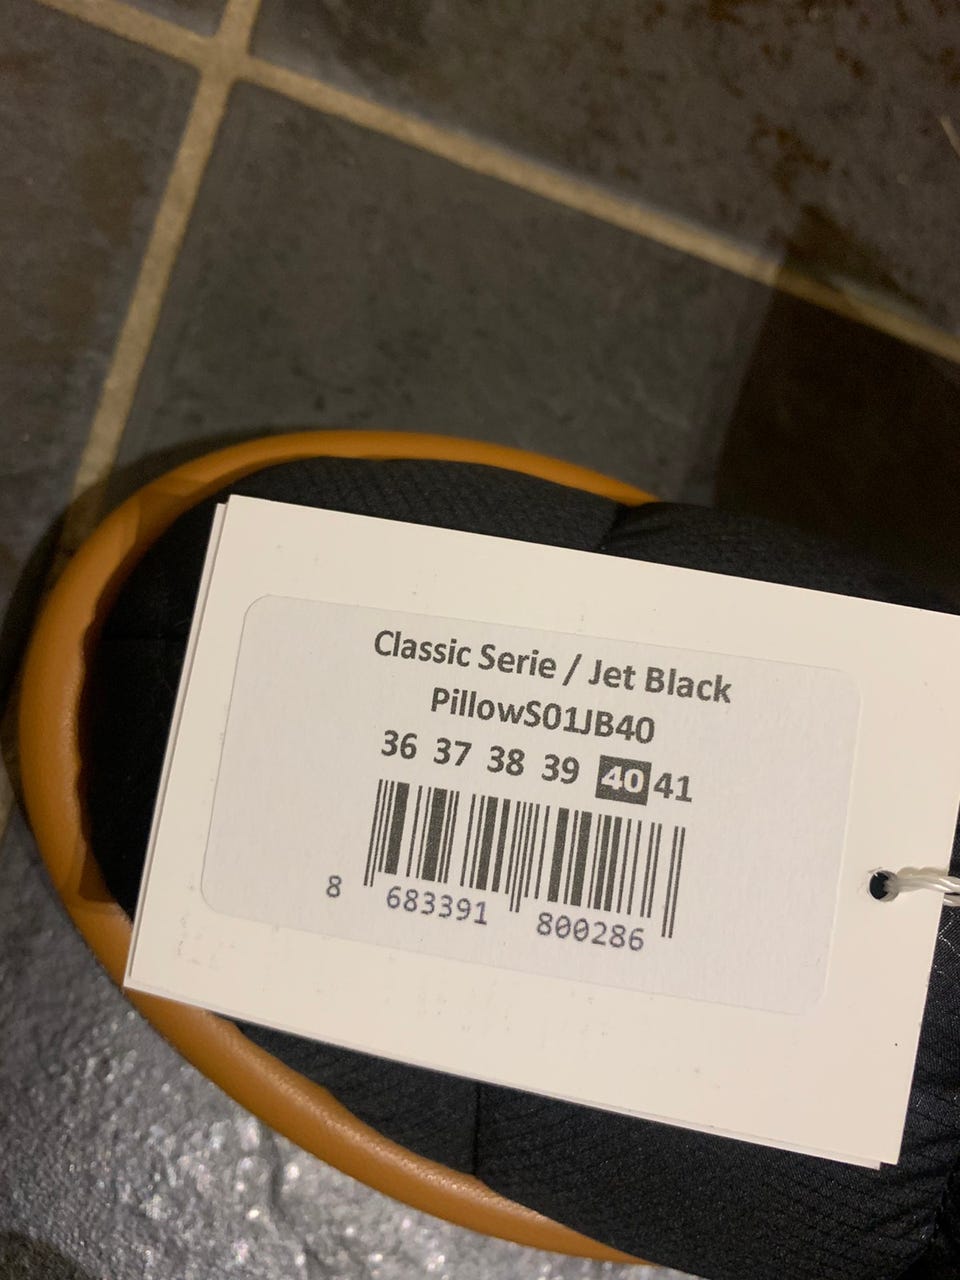 Classic Serie / Jet Black
PillowS01JB40
36 37 38 39 40 41
8 683391 800286